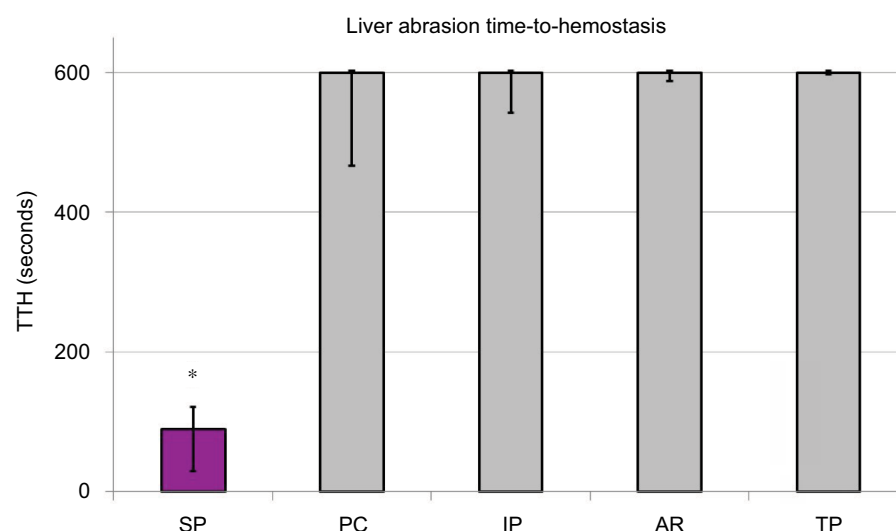 Liver abrasion time-to-hemostasis
TTH (seconds)
600
400
200
0
*
SP PC IP AR TP